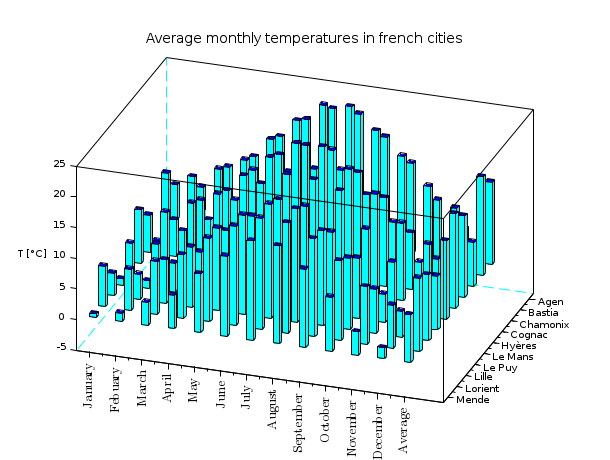 Average monthly temperatures in french cities
25
20
15
10
5
0
-5
T [°C]
January
Febuary
March
April
May
June
July
August
September
October
November
December
Average
Agen
Bastia
Chamonix
Cognac
Hyères
Le Mans
Le Puy
Lille
Lorient
Mende